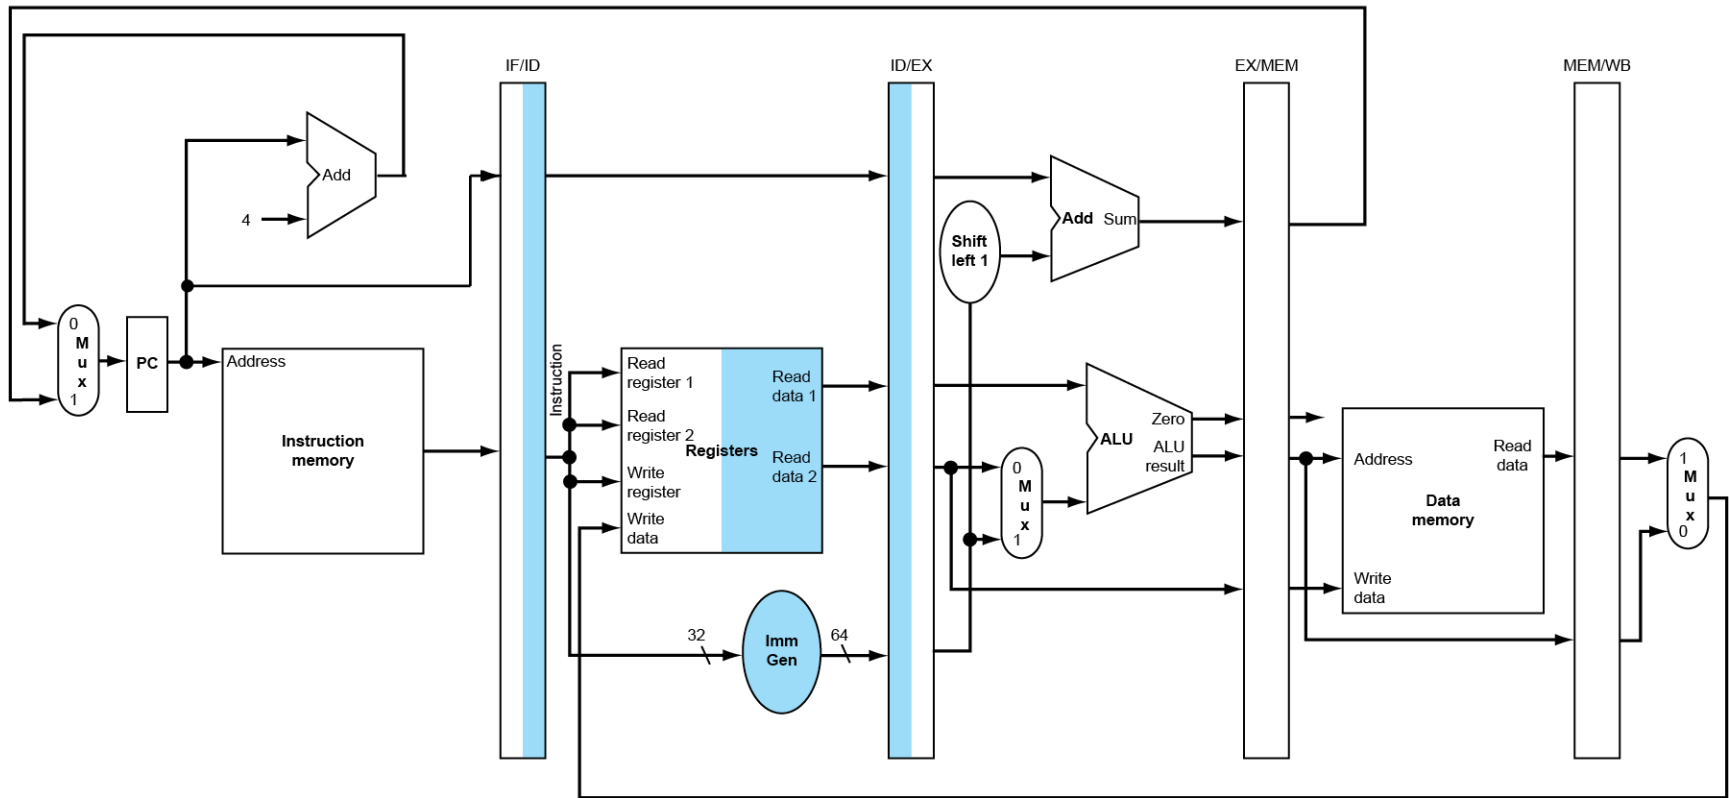 IF/ID
ID/EX
EX/MEM
MEM/WB
Add
4
Add Sum
Shift
left 1
0
M
u
x
1
PC
Address
Instruction
memory
Instruction
Read
register 1
Read
register 2
Write
register
Write
data
Registers
Read
data 1
Read
data 2
32
Imm
Gen
64
0
M
u
x
1
ALU
Zero
ALU
result
Address
Read
data
Data
memory
Write
data
1
M
u
x
0